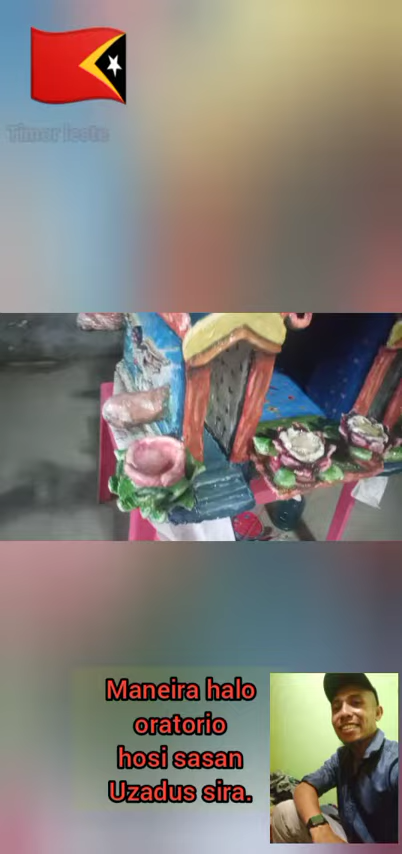 Timor leste
Maneira halo
oratorio
hosi sasan
Uzadus sira.